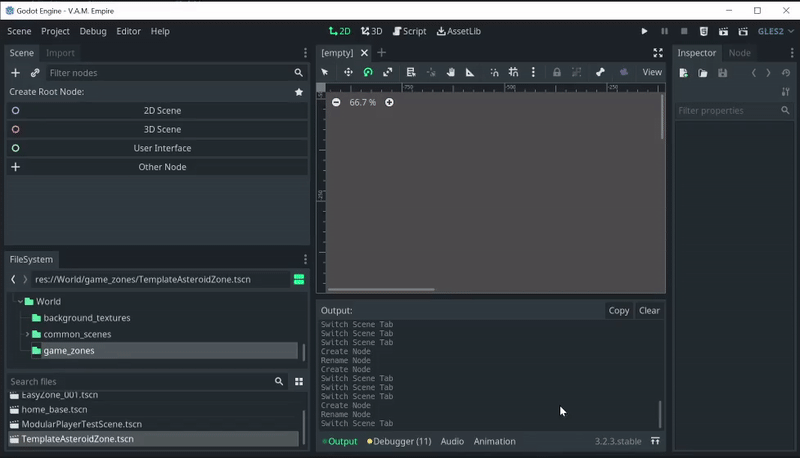 Godot Engine - V.A.M. Empire
Scene Project Debug Editor Help 2D 3D Script AssetLib GLES2
Scene Import
[empty]
Inspector Node
Filter nodes
View
Create Root Node:
66.7 %
Filter properties
2D Scene
3D Scene
User Interface
Other Node
FileSystem
res://World/game_zones/TemplateAsteroidZone.tscn
World
background_textures
common_scenes
game_zones
Search files
EasyZone_001.tscn
home_base.tscn
ModularPlayerTestScene.tscn
TemplateAsteroidZone.tscn
Output: Copy Clear
Switch Scene Tab
Switch Scene Tab
Switch Scene Tab
Create Node
Rename Node
Create Node
Switch Scene Tab
Switch Scene Tab
Switch Scene Tab
Create Node
Rename Node
Switch Scene Tab
Output Debugger (11) Audio Animation 3.2.3.stable